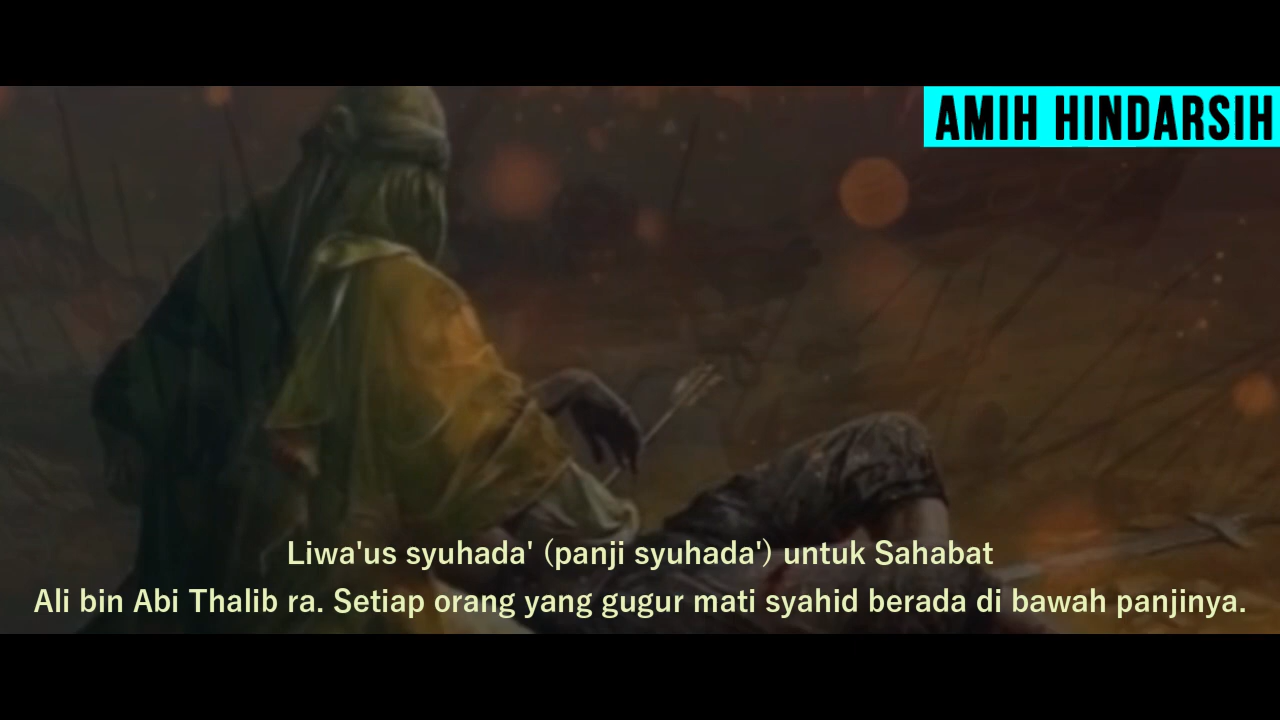 AMIH HINDARSIH
Liwa'us syuhada' (panji syuhada') untuk Sahabat
Ali bin Abi Thalib ra. Setiap orang yang gugur mati syahid berada di bawah panjinya.